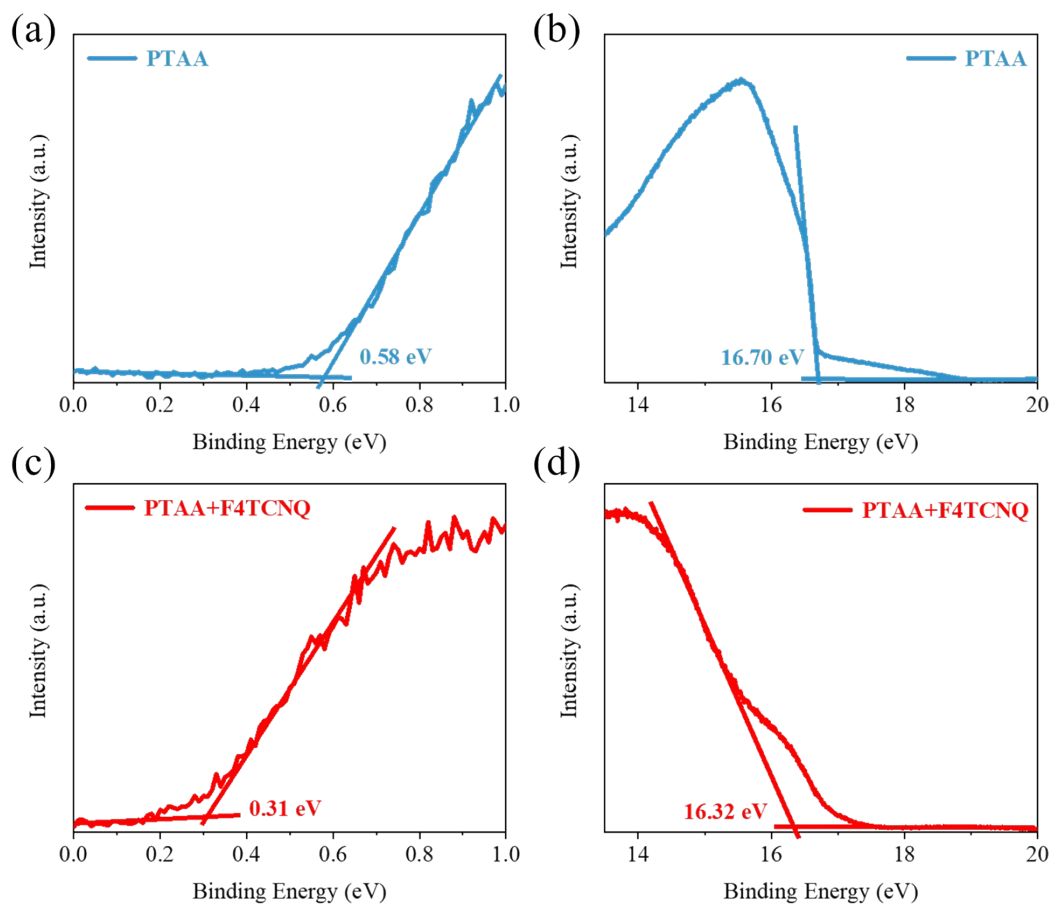 (a)
PTAA
Intensity (a.u.)
0.58 eV
0.0 0.2 0.4 0.6 0.8 1.0
Binding Energy (eV)
(b)
PTAA
Intensity (a.u.)
16.70 eV
14 16 18 20
Binding Energy (eV)
(c)
PTAA+F4TCNQ
Intensity (a.u.)
0.31 eV
0.0 0.2 0.4 0.6 0.8 1.0
Binding Energy (eV)
(d)
PTAA+F4TCNQ
Intensity (a.u.)
16.32 eV
14 16 18 20
Binding Energy (eV)